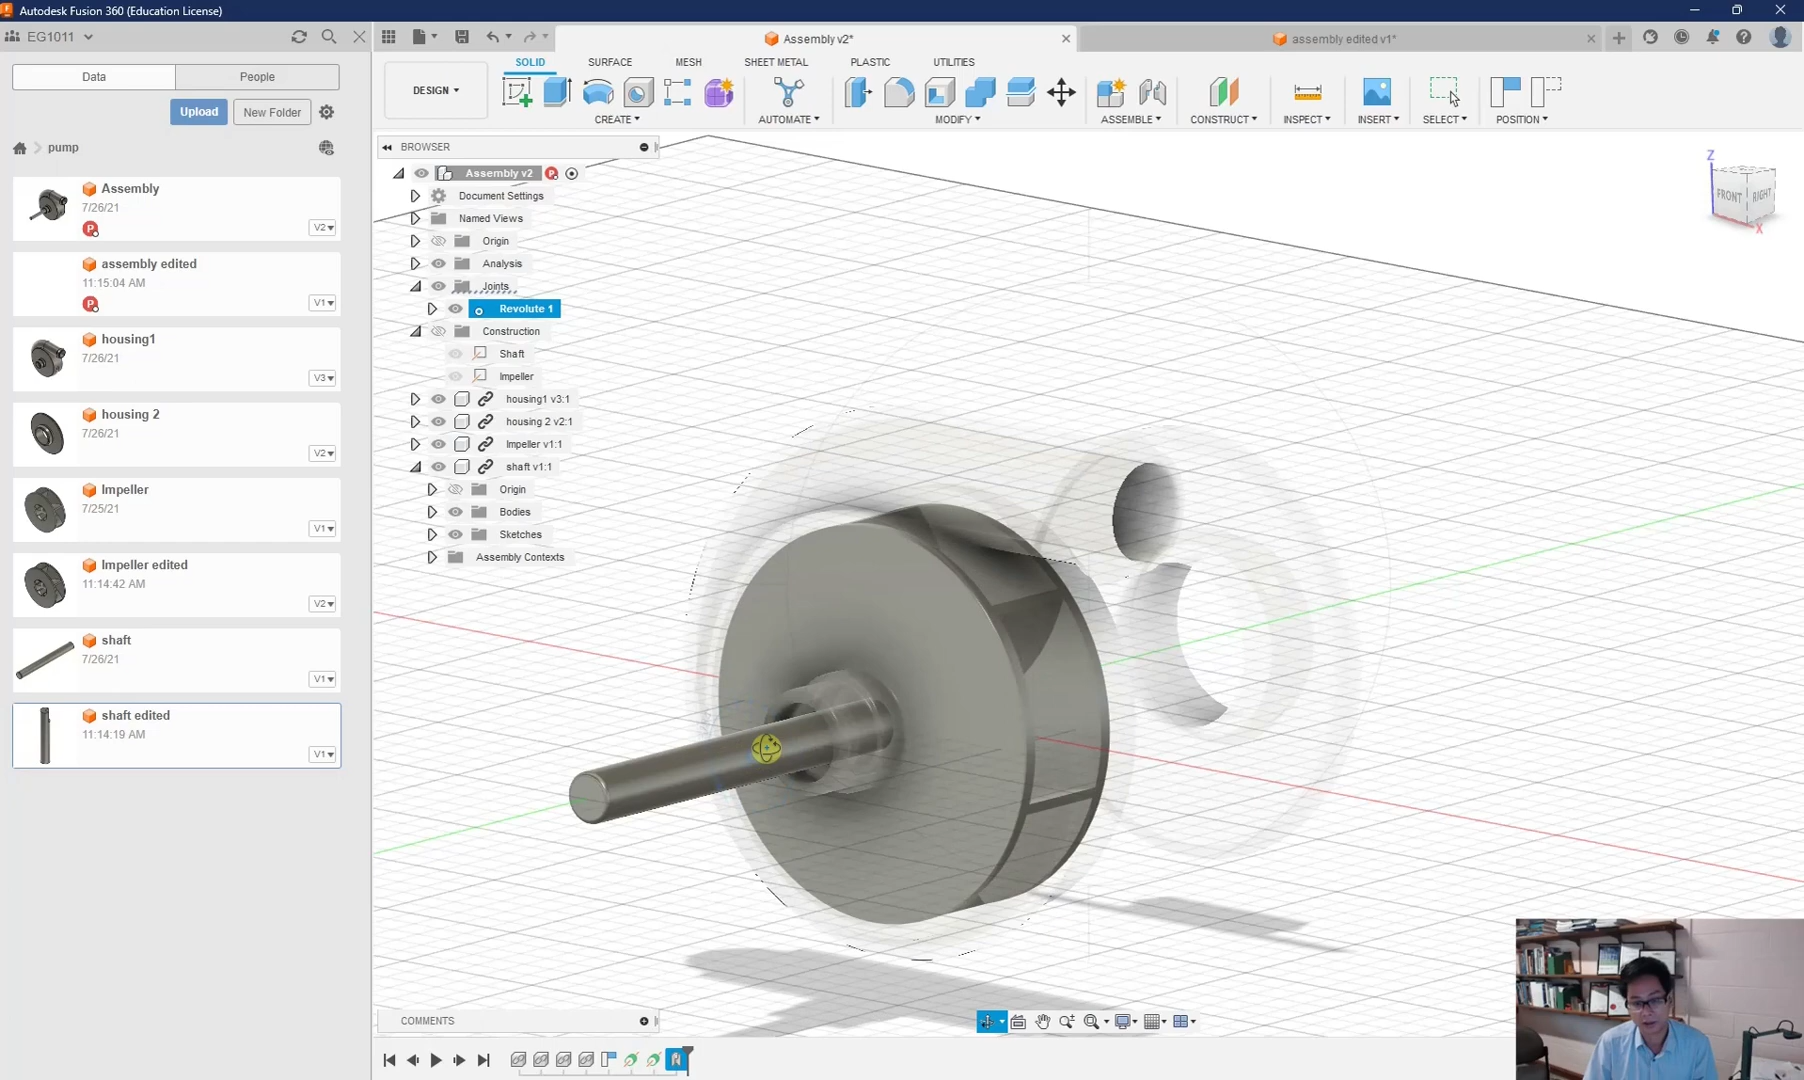 Autodesk Fusion 360 (Education License)
EG1011
Assembly v2*
assembly edited v1*
Data
People
SOLID
SURFACE
MESH
SHEET METAL
PLASTIC
UTILITIES
DESIGN
Upload
New Folder
CREATE
AUTOMATE
MODIFY
ASSEMBLE
CONSTRUCT
INSPECT
INSERT
SELECT
POSITION
pump
BROWSER
Assembly v2
Document Settings
Named Views
Origin
Analysis
Joints
Revolute 1
Construction
Shaft
Impeller
housing1 v3:1
housing 2 v2:1
Impeller v1:1
shaft v1:1
Origin
Bodies
Sketches
Assembly Contexts
Assembly
7/26/21
P
V2
assembly edited
11:15:04 AM
P
V1
housing1
7/26/21
V3
housing 2
7/26/21
V2
Impeller
7/25/21
V1
Impeller edited
11:14:42 AM
V2
shaft
7/26/21
V1
shaft edited
11:14:19 AM
V1
Z
FRONT
RIGHT
X
COMMENTS